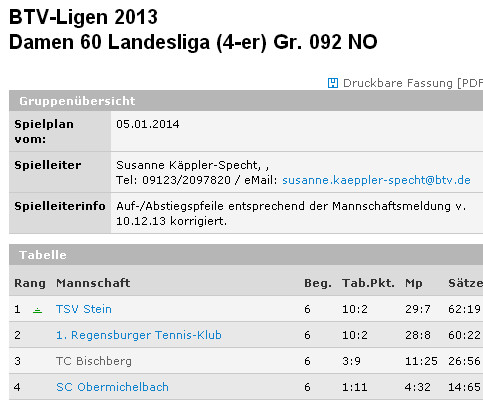 BTV-Ligen 2013
Damen 60 Landesliga (4-er) Gr. 092 NO
Druckbare Fassung [PDF
Gruppenübersicht
Spielplan vom: 05.01.2014
Spielleiter Susanne Käppler-Specht, , 
Tel: 09123/2097820 / eMail: susanne.kaeppler-specht@btv.de
Spielleiterinfo Auf-/Abstiegspfeile entsprechend der Mannschaftsmeldung v.
10.12.13 korrigiert.
Tabelle
Rang Mannschaft Beg. Tab.Pkt. Mp Sätze
1 TSV Stein 6 10:2 29:7 62:19
2 1. Regensburger Tennis-Klub 6 10:2 28:8 60:22
3 TC Bischberg 6 3:9 11:25 26:56
4 SC Obermichelbach 6 1:11 4:32 14:65